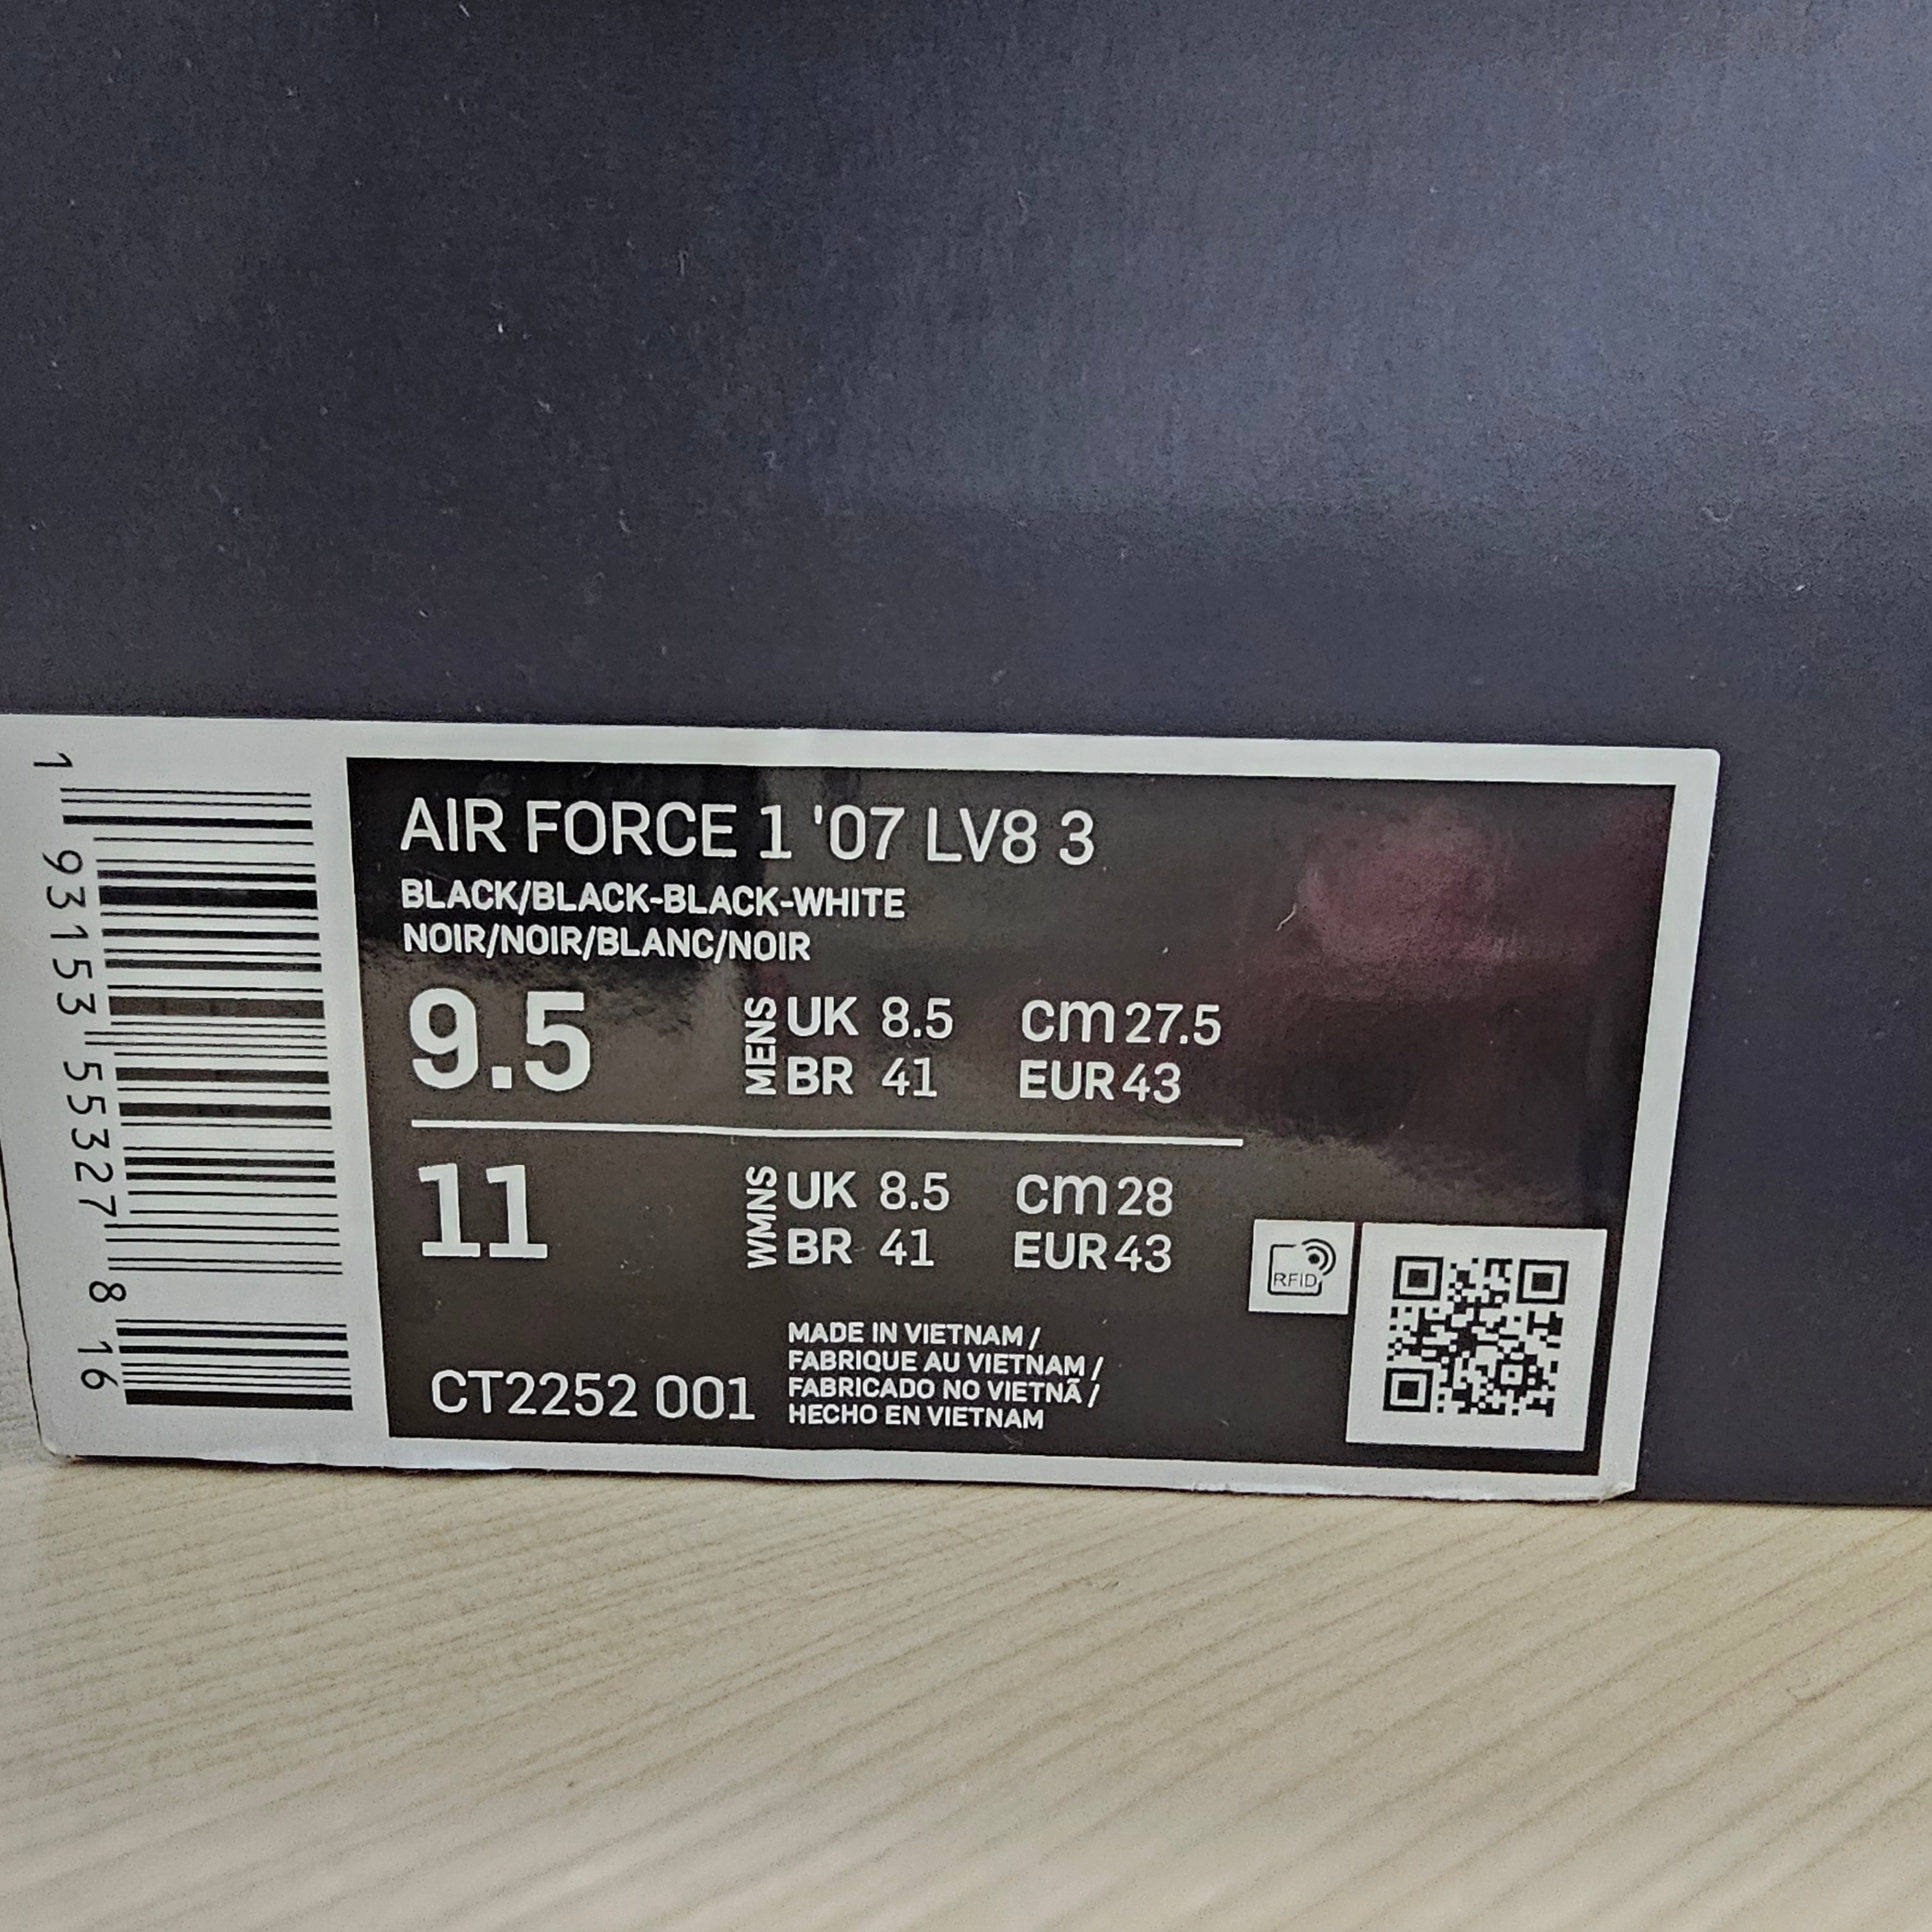 1 93153 55327 8 16
AIR FORCE 1 '07 LV8 3
BLACK/BLACK-BLACK-WHITE
NOIR/NOIR/BLANC/NOIR
9.5 MENS UK 8.5 cm 27.5
BR 41 EUR 43
11 WMNS UK 8.5 cm 28
BR 41 EUR 43
RFID
CT2252 001
MADE IN VIETNAM /
FABRIQUE AU VIETNAM /
FABRICADO NO VIETNÃ /
HECHO EN VIETNAM